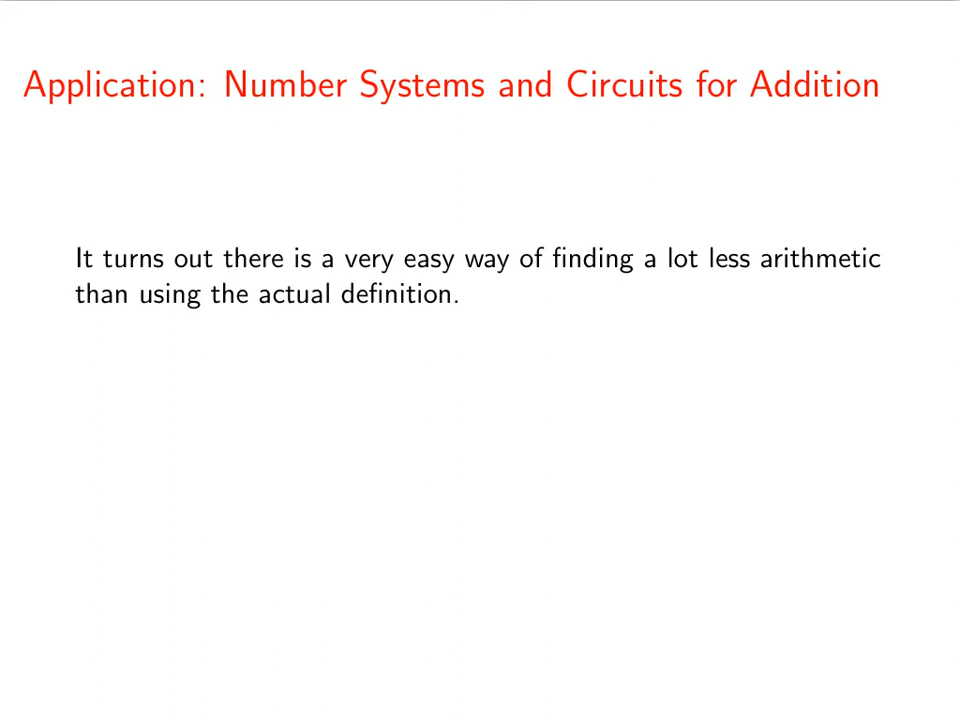 Application: Number Systems and Circuits for Addition
It turns out there is a very easy way of finding a lot less arithmetic
than using the actual definition.